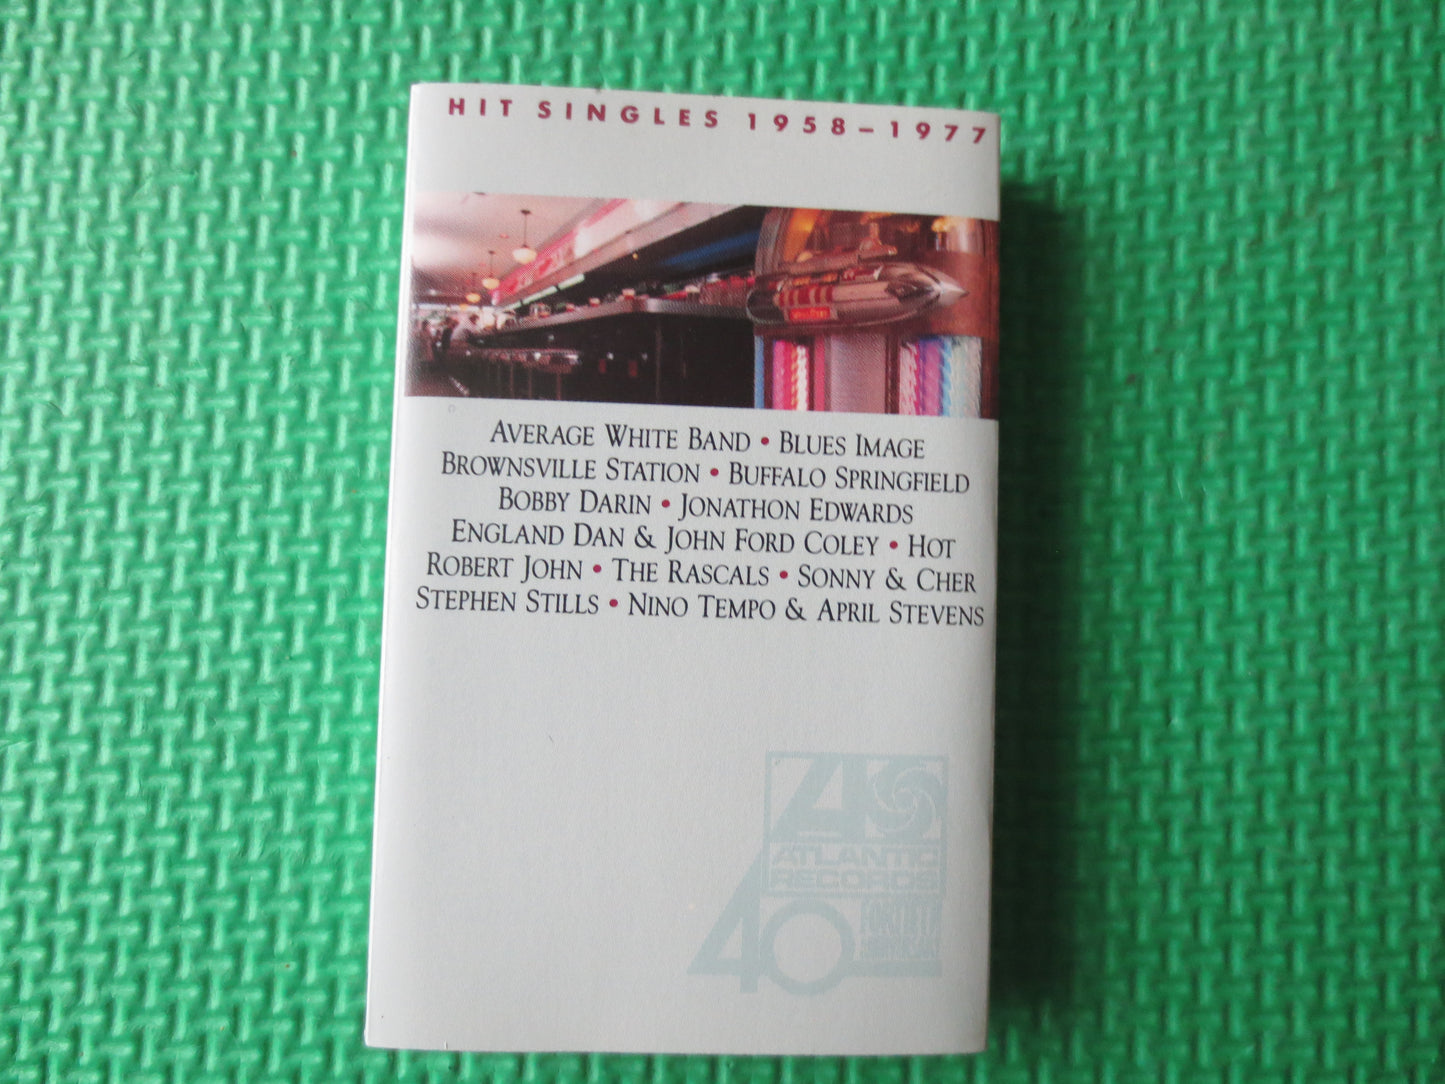 HIT SINGLES 1958–1977
AVERAGE WHITE BAND • BLUES IMAGE
BROWNSVILLE STATION • BUFFALO SPRINGFIELD
BOBBY DARIN • JONATHON EDWARDS
ENGLAND DAN & JOHN FORD COLEY • HOT
ROBERT JOHN • THE RASCALS • SONNY & CHER
STEPHEN STILLS • NINO TEMPO & APRIL STEVENS
ATLANTIC
RECORDS
40